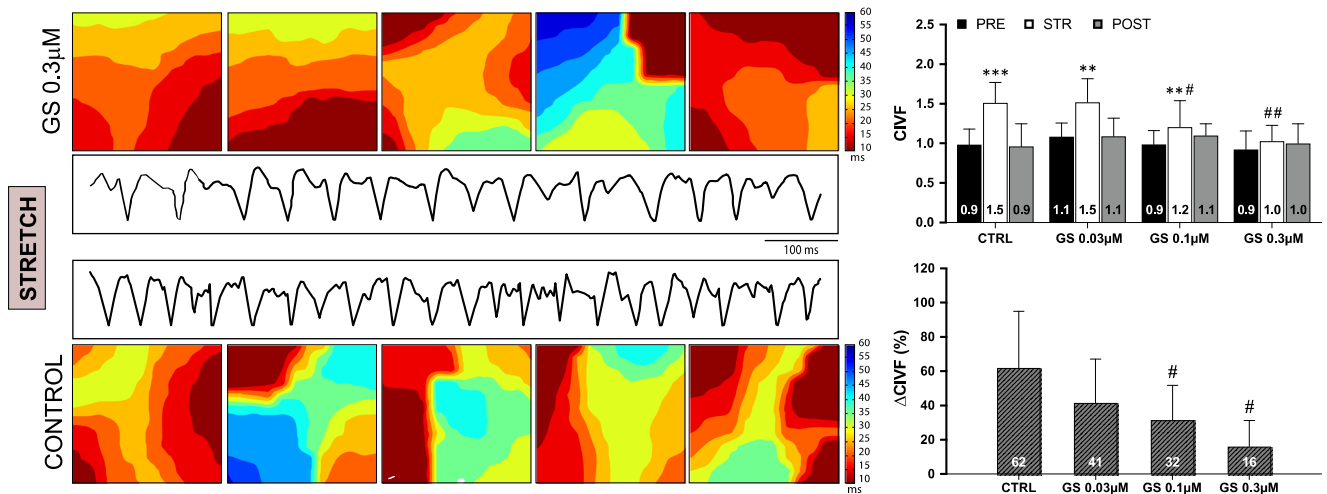 STRETCH
GS 0.3µM
60
55
50
45
40
35
30
25
20
15
10
ms
100 ms
CONTROL
60
55
50
45
40
35
30
25
20
15
10
ms
CIVF
2.5
2.0
1.5
1.0
0.5
0.0
PRE STR POST
*** ** **# ##
0.9 1.5 0.9 1.1 1.5 1.1 0.9 1.2 1.1 0.9 1.0 1.0
CTRL GS 0.03µM GS 0.1µM GS 0.3µM
△CIVF (%)
120
100
80
60
40
20
0
# #
62 41 32 16
CTRL GS 0.03µM GS 0.1µM GS 0.3µM